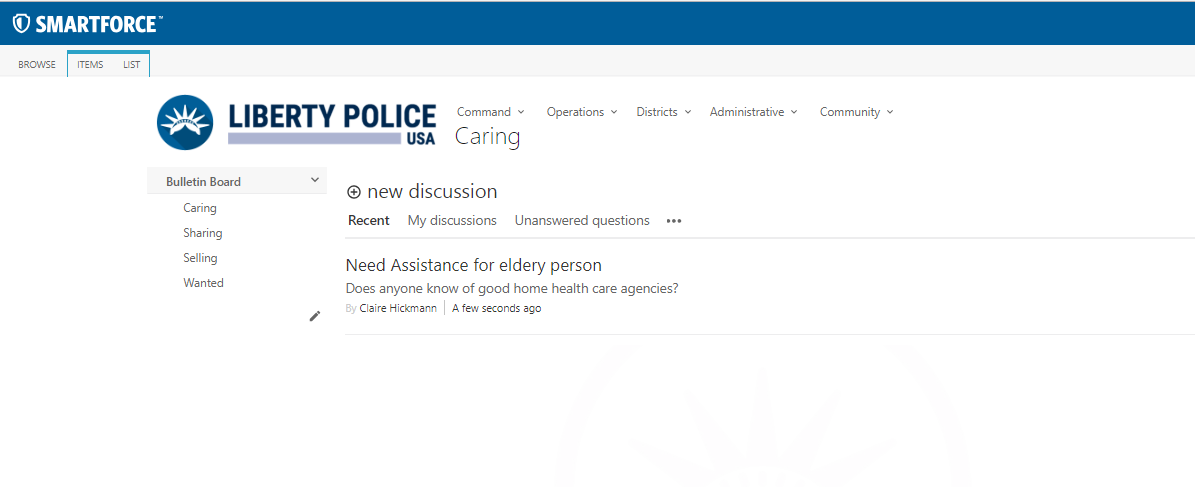 SMARTFORCE™
BROWSE ITEMS LIST
LIBERTY POLICE
USA
Command Operations Districts Administrative Community
Caring
Bulletin Board
Caring
Sharing
Selling
Wanted
new discussion
Recent My discussions Unanswered questions •••
Need Assistance for eldery person
Does anyone know of good home health care agencies?
By Claire Hickmann | A few seconds ago